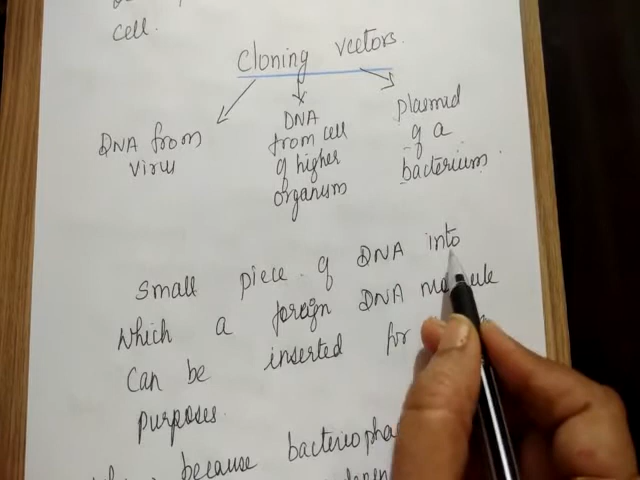 cell.
Cloning vectors.
DNA from
virus
DNA
from cell
of higher
organism
plasmid
of a
bacterium.
Small piece of DNA into
which a foreign DNA molecule
can be inserted for
purposes.
because bacteriopha